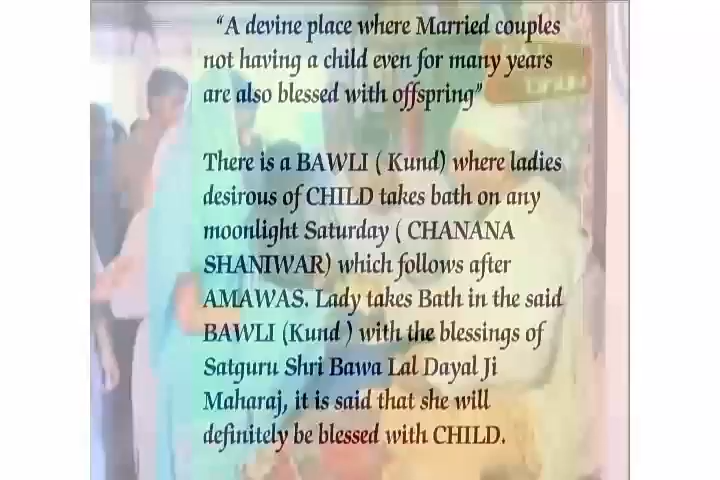 “A devine place where Married couples
not having a child even for many years
are also blessed with offspring”
There is a BAWLI ( Kund) where ladies
desirous of CHILD takes bath on any
moonlight Saturday ( CHANANA
SHANIWAR) which follows after
AMAWAS. Lady takes Bath in the said
BAWLI (Kund ) with the blessings of
Satguru Shri Bawa Lal Dayal Ji
Maharaj, it is said that she will
definitely be blessed with CHILD.